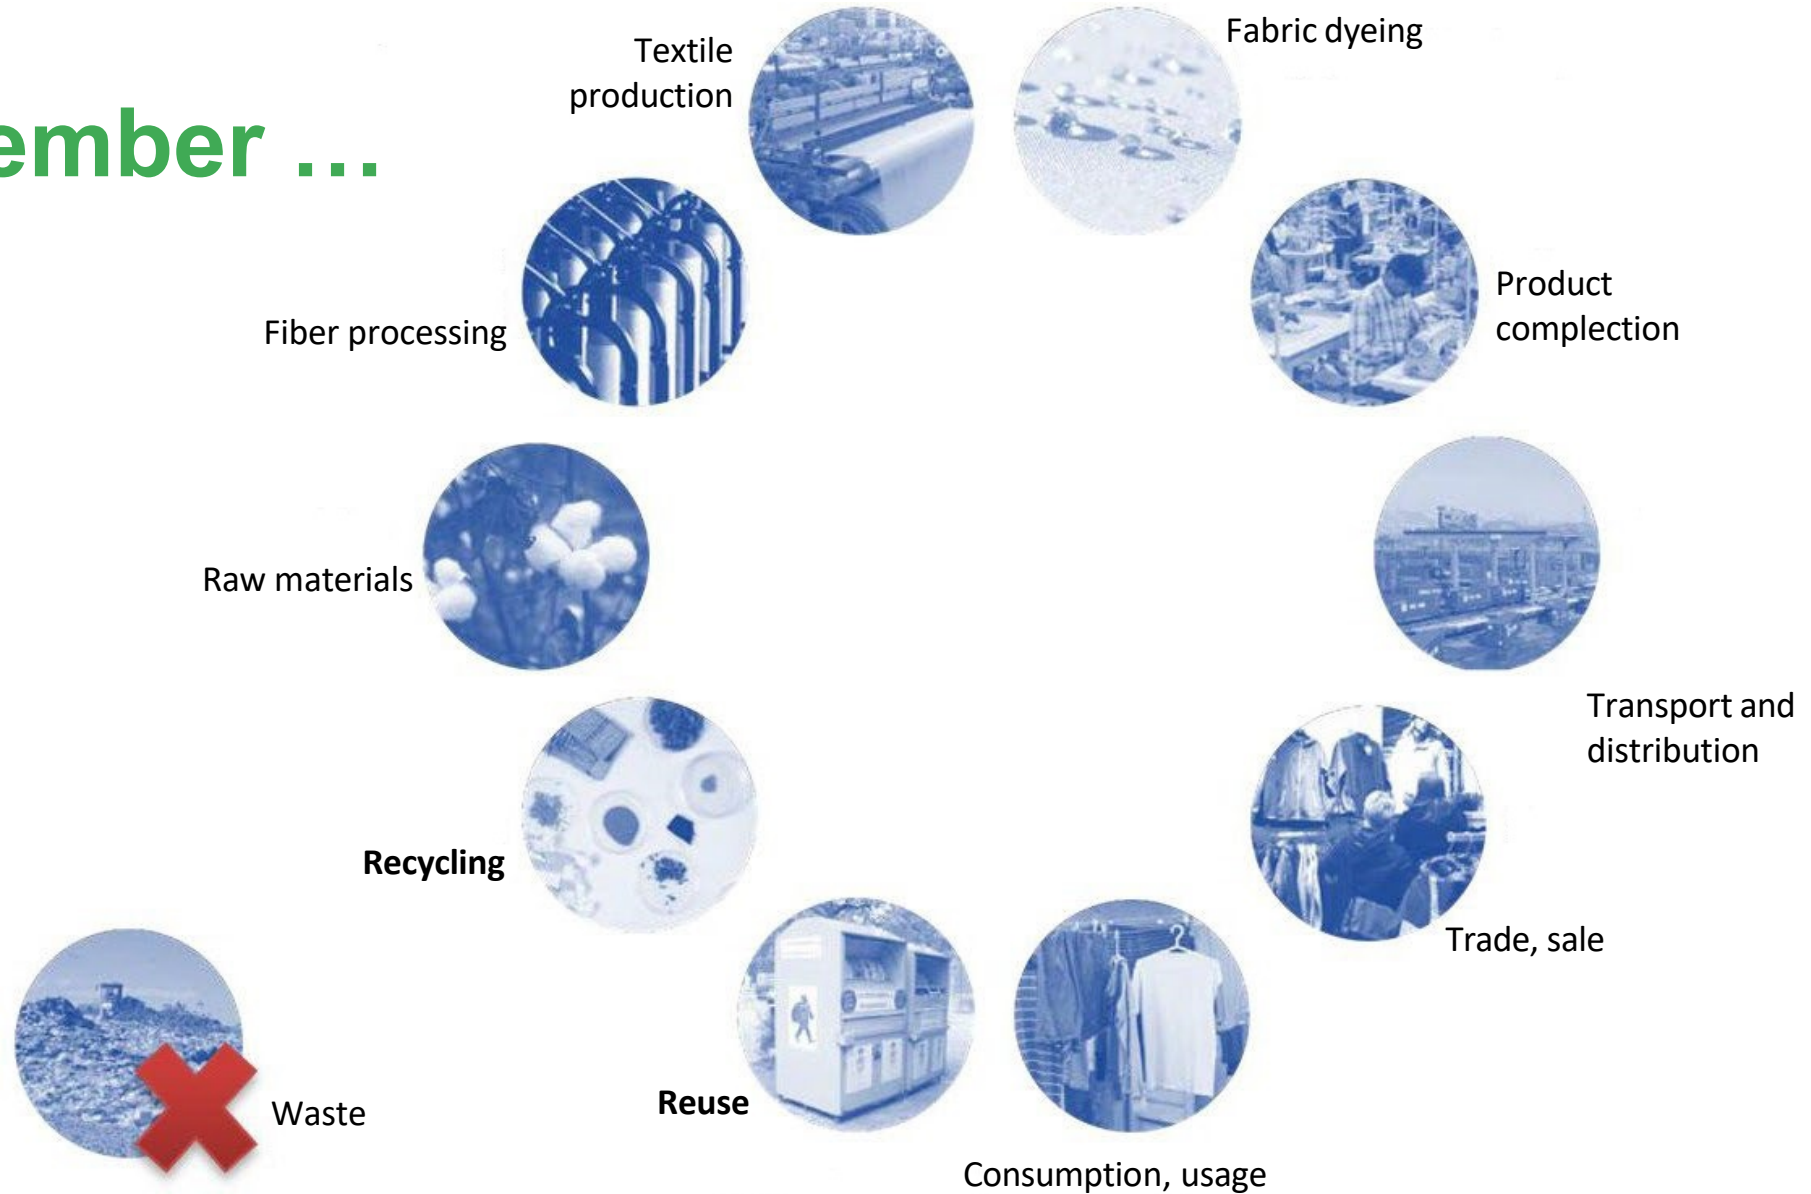 Fabric dyeing
Textile
production
ember ...
Product
complection
Fiber processing
Raw materials
Transport and
distribution
Recycling
Trade, sale
Reuse
Waste
Consumption, usage